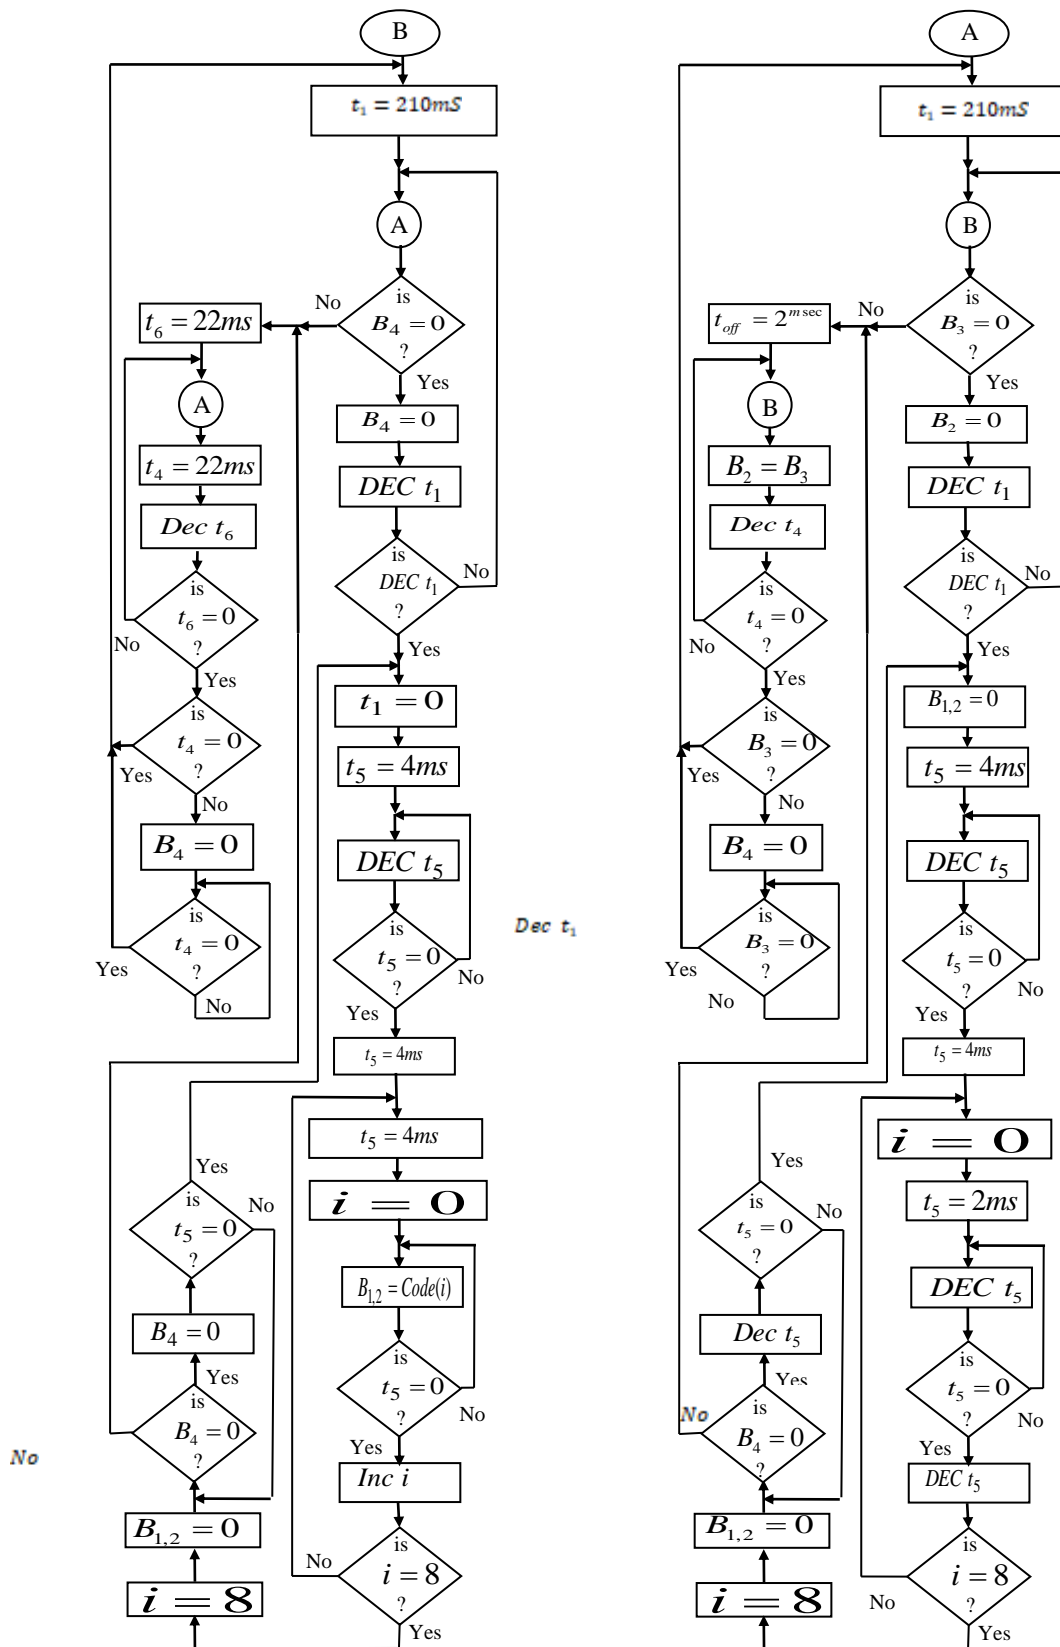 B
t₁ = 210mS
A
is
B₄ = 0
?
No
Yes
t₆ = 22ms
A
t₄ = 22ms
Dec t₆
is
t₆ = 0
?
No
Yes
is
t₄ = 0
?
Yes
No
B₄ = 0
is
t₄ = 0
?
Yes
No
B₄ = 0
DEC t₁
is
DEC t₁
?
No
Yes
t₁ = 0
t₅ = 4ms
DEC t₅
is
t₅ = 0
?
No
Yes
t₅ = 4ms
t₅ = 4ms
i = 0
B₁,₂ = Code(i)
is
t₅ = 0
?
No
Yes
Inc i
is
i = 8
?
No
Yes
Yes
is
t₅ = 0
?
No
B₄ = 0
Yes
is
B₄ = 0
?
No
B₁,₂ = 0
i = 8
Dec t₁
A
t₁ = 210mS
B
is
B₃ = 0
?
No
Yes
t off = 2 msec
B
B₂ = B₃
Dec t₄
is
t₄ = 0
?
No
Yes
is
B₃ = 0
?
Yes
No
B₄ = 0
is
B₃ = 0
?
Yes
No
B₂ = 0
DEC t₁
is
DEC t₁
?
No
Yes
B₁,₂ = 0
t₅ = 4ms
DEC t₅
is
t₅ = 0
?
No
Yes
t₅ = 4ms
i = 0
t₅ = 2ms
DEC t₅
is
t₅ = 0
?
No
Yes
DEC t₅
is
i = 8
?
No
Yes
Yes
is
t₅ = 0
?
No
Dec t₅
Yes
is
B₄ = 0
?
No
B₁,₂ = 0
i = 8